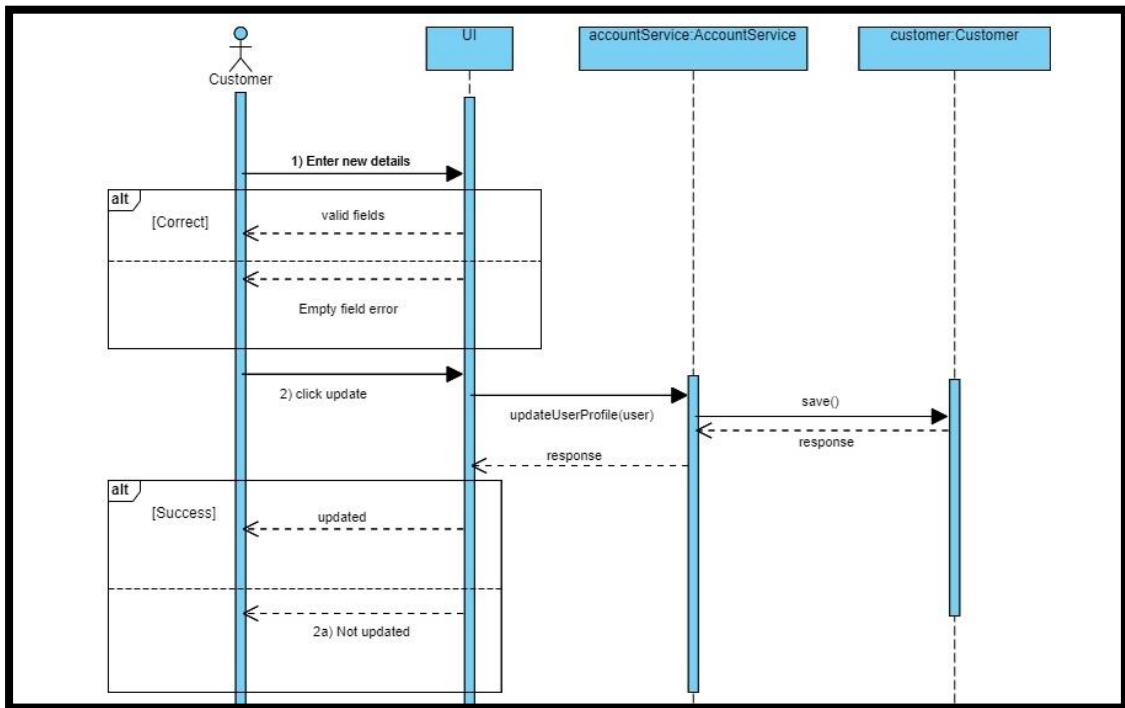 UI
accountService:AccountService
customer:Customer
Customer
1) Enter new details
alt
[Correct]
valid fields
Empty field error
2) click update
updateUserProfile(user)
save()
response
response
alt
[Success]
updated
2a) Not updated